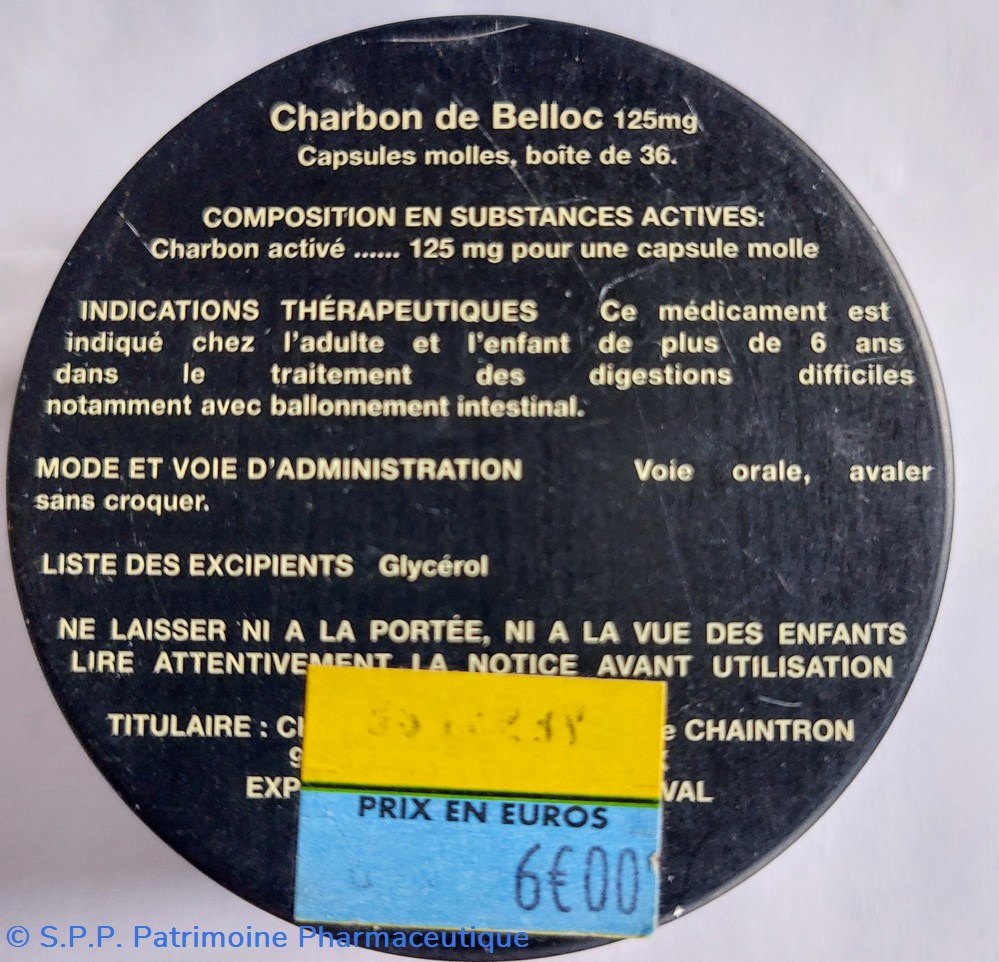 Charbon de Belloc 125mg
Capsules molles, boîte de 36.
COMPOSITION EN SUBSTANCES ACTIVES:
Charbon activé ...... 125 mg pour une capsule molle
INDICATIONS THÉRAPEUTIQUES Ce médicament est
indiqué chez l'adulte et l'enfant de plus de 6 ans
dans le traitement des digestions difficiles
notamment avec ballonnement intestinal.
MODE ET VOIE D'ADMINISTRATION Voie orale, avaler
sans croquer.
LISTE DES EXCIPIENTS Glycérol
NE LAISSER NI A LA PORTÉE, NI A LA VUE DES ENFANTS
LIRE ATTENTIVEMENT LA NOTICE AVANT UTILISATION
TITULAIRE : CHAINTRON
PRIX EN EUROS
6€00
© S.P.P. Patrimoine Pharmaceutique